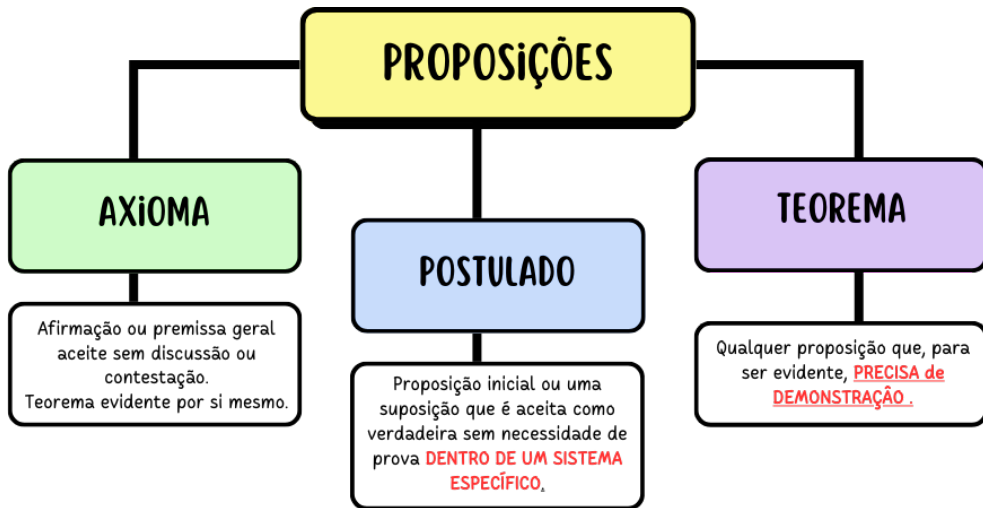 PROPOSIÇÕES
AXIOMA
Afirmação ou premissa geral
aceite sem discussão ou
contestação.
Teorema evidente por si mesmo.
POSTULADO
Proposição inicial ou uma
suposição que é aceita como
verdadeira sem necessidade de
prova DENTRO DE UM SISTEMA
ESPECÍFICO.
TEOREMA
Qualquer proposição que, para
ser evidente, PRECISA de
DEMONSTRAÇÃO .